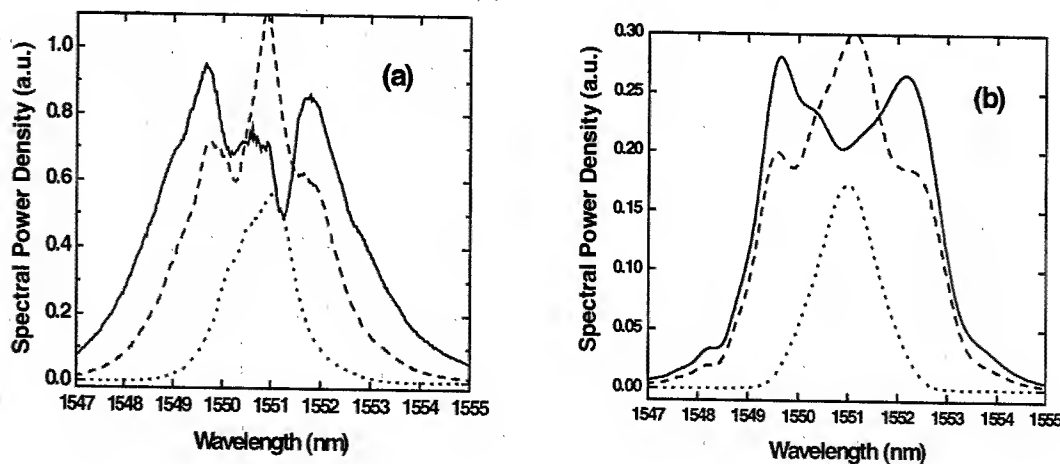 (a)
Spectral Power Density (a.u.)
1.0
0.8
0.6
0.4
0.2
0.0
1547 1548 1549 1550 1551 1552 1553 1554 1555
Wavelength (nm)
(b)
Spectral Power Density (a.u.)
0.30
0.25
0.20
0.15
0.10
0.05
0.00
1547 1548 1549 1550 1551 1552 1553 1554 1555
Wavelength (nm)